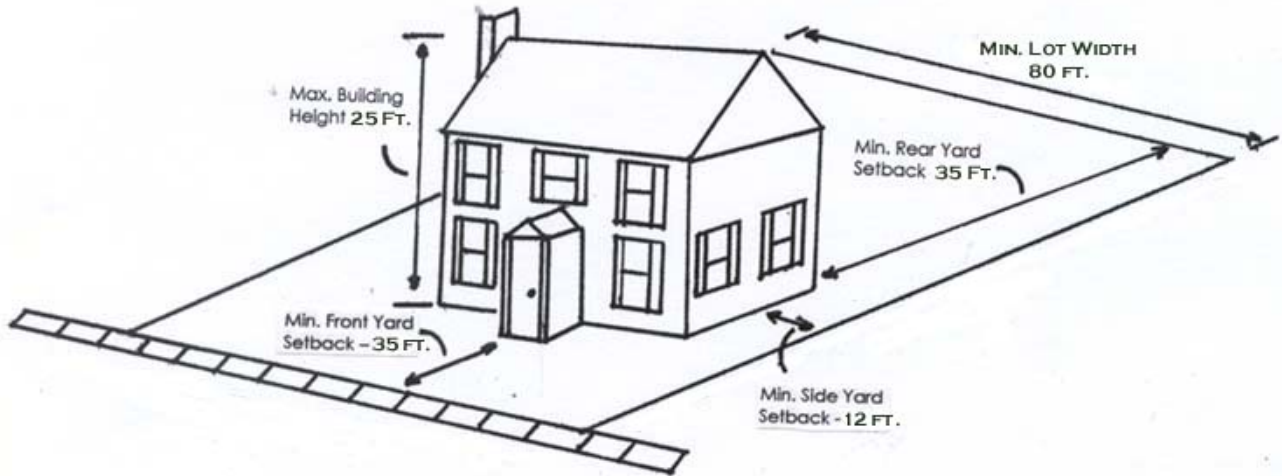 MIN. LOT WIDTH
80 FT.
Max. Building
Height 25 FT.
Min. Rear Yard
Setback 35 FT.
Min. Front Yard
Setback – 35 FT.
Min. Side Yard
Setback - 12 FT.